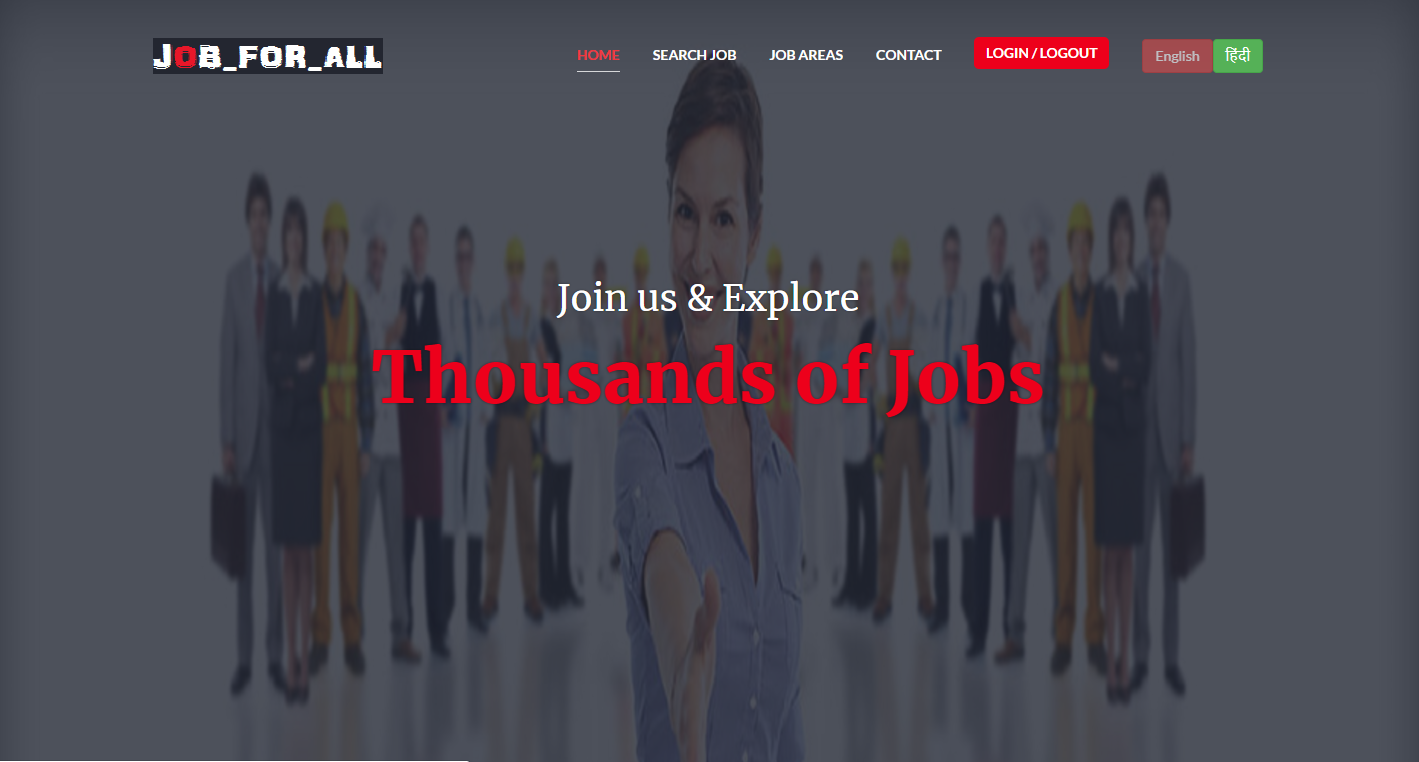 JOB_FOR_ALL
HOME
SEARCH JOB
JOB AREAS
CONTACT
LOGIN / LOGOUT
English
हिंदी
Join us & Explore
Thousands of Jobs